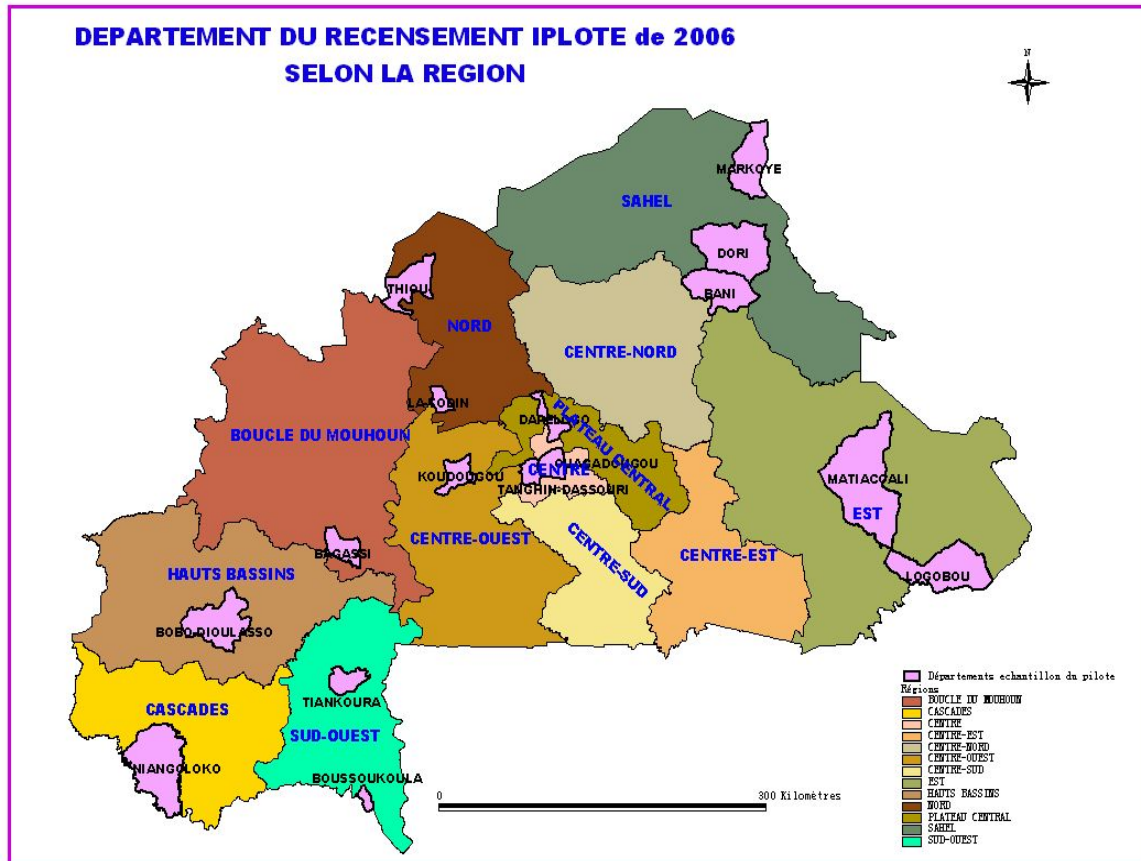 DEPARTEMENT DU RECENSEMENT IPLOTE de 2006
SELON LA REGION
N
MARKOYE
SAHEL
DORI
THIOU
BANI
NORD
CENTRE-NORD
LA-TODIN
DAPELOGO
PLATEAU CENTRAL
BOUCLE DU MOUHOUN
OUAGADOUGOU
CENTRE
KOUDOUGOU
MATIACOALI
TANGHIN-DASSOURI
EST
CENTRE-OUEST
CENTRE-SUD
BAGASSI
CENTRE-EST
HAUTS BASSINS
LOGOBOU
BOBO-DIOULASSO
TIANKOURA
CASCADES
SUD-OUEST
NIANGOLOKO
BOUSSOUKOULA
0 300 Kilomètres
Départements echantillon du pilote
Régions
BOUCLE DU MOUHOUN
CASCADES
CENTRE
CENTRE-EST
CENTRE-NORD
CENTRE-OUEST
CENTRE-SUD
EST
HAUTS BASSINS
NORD
PLATEAU CENTRAL
SAHEL
SUD-OUEST